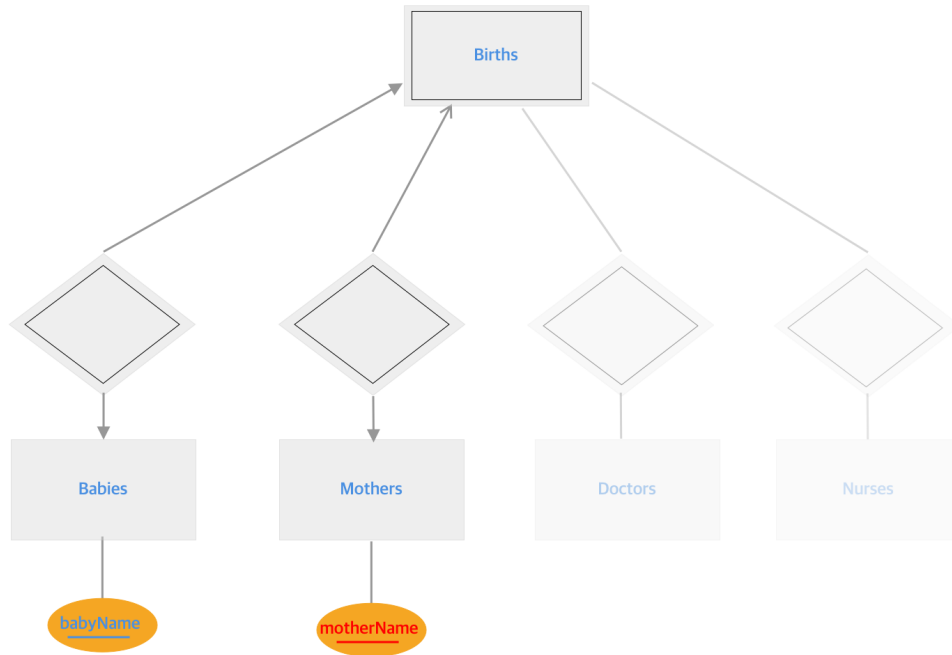 Births
Babies
Mothers
Doctors
Nurses
babyName
motherName